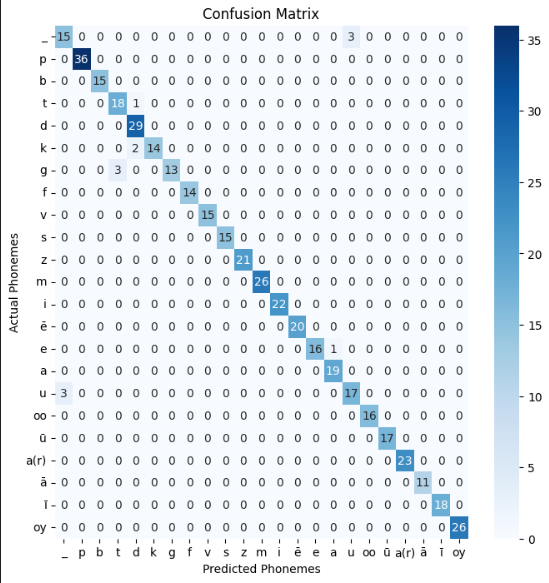 Confusion Matrix
_ 15 0 0 0 0 0 0 0 0 0 0 0 0 0 0 0 3 0 0 0 0 0 0
p 0 36 0 0 0 0 0 0 0 0 0 0 0 0 0 0 0 0 0 0 0 0 0
b 0 0 15 0 0 0 0 0 0 0 0 0 0 0 0 0 0 0 0 0 0 0 0
t 0 0 0 18 1 0 0 0 0 0 0 0 0 0 0 0 0 0 0 0 0 0 0
d 0 0 0 0 29 0 0 0 0 0 0 0 0 0 0 0 0 0 0 0 0 0 0
k 0 0 0 0 2 14 0 0 0 0 0 0 0 0 0 0 0 0 0 0 0 0 0
g 0 0 0 3 0 0 13 0 0 0 0 0 0 0 0 0 0 0 0 0 0 0 0
f 0 0 0 0 0 0 0 14 0 0 0 0 0 0 0 0 0 0 0 0 0 0 0
v 0 0 0 0 0 0 0 0 15 0 0 0 0 0 0 0 0 0 0 0 0 0 0
s 0 0 0 0 0 0 0 0 0 15 0 0 0 0 0 0 0 0 0 0 0 0 0
z 0 0 0 0 0 0 0 0 0 0 21 0 0 0 0 0 0 0 0 0 0 0 0
m 0 0 0 0 0 0 0 0 0 0 0 26 0 0 0 0 0 0 0 0 0 0 0
i 0 0 0 0 0 0 0 0 0 0 0 0 22 0 0 0 0 0 0 0 0 0 0
ē 0 0 0 0 0 0 0 0 0 0 0 0 0 20 0 0 0 0 0 0 0 0 0
e 0 0 0 0 0 0 0 0 0 0 0 0 0 0 16 1 0 0 0 0 0 0 0
a 0 0 0 0 0 0 0 0 0 0 0 0 0 0 0 19 0 0 0 0 0 0 0
u 3 0 0 0 0 0 0 0 0 0 0 0 0 0 0 0 17 0 0 0 0 0 0
oo 0 0 0 0 0 0 0 0 0 0 0 0 0 0 0 0 0 16 0 0 0 0 0
ū 0 0 0 0 0 0 0 0 0 0 0 0 0 0 0 0 0 0 17 0 0 0 0
a(r) 0 0 0 0 0 0 0 0 0 0 0 0 0 0 0 0 0 0 0 23 0 0 0
ā 0 0 0 0 0 0 0 0 0 0 0 0 0 0 0 0 0 0 0 0 11 0 0
ī 0 0 0 0 0 0 0 0 0 0 0 0 0 0 0 0 0 0 0 0 0 18 0
oy 0 0 0 0 0 0 0 0 0 0 0 0 0 0 0 0 0 0 0 0 0 0 26
_ p b t d k g f v s z m i ē e a u oo ū a(r) ā ī oy
Predicted Phonemes
Actual Phonemes
35
30
25
20
15
10
5
0